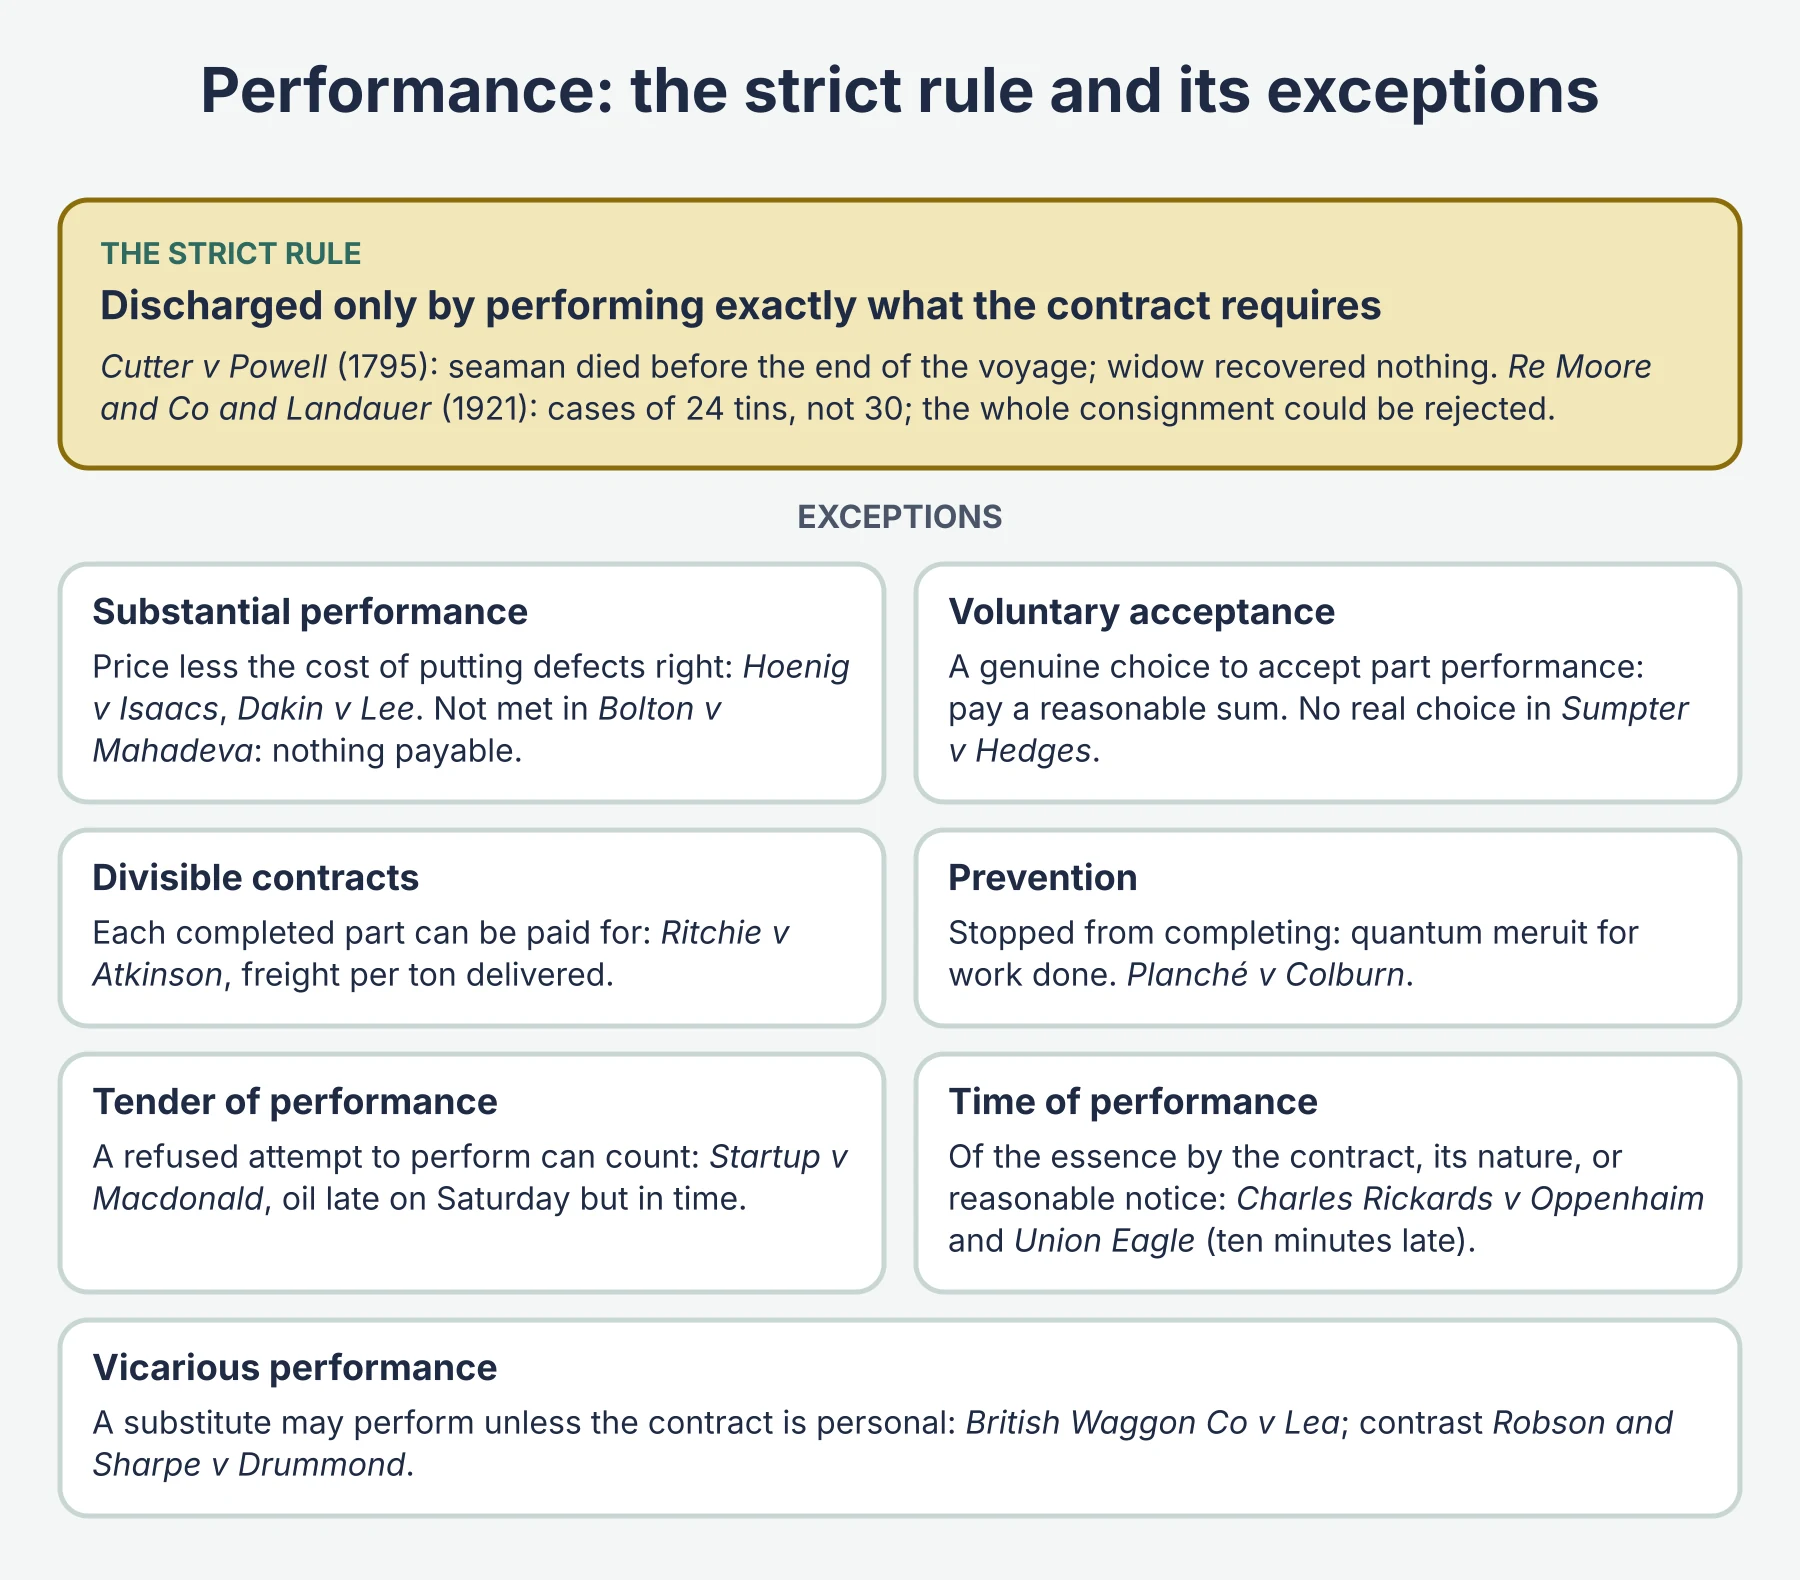 Performance: the strict rule and its exceptions
THE STRICT RULE
Discharged only by performing exactly what the contract requires
Cutter v Powell (1795): seaman died before the end of the voyage; widow recovered nothing. Re Moore
and Co and Landauer (1921): cases of 24 tins, not 30; the whole consignment could be rejected.
EXCEPTIONS
Substantial performance
Price less the cost of putting defects right: Hoenig
v Isaacs, Dakin v Lee. Not met in Bolton v
Mahadeva: nothing payable.
Voluntary acceptance
A genuine choice to accept part performance:
pay a reasonable sum. No real choice in Sumpter
v Hedges.
Divisible contracts
Each completed part can be paid for: Ritchie v
Atkinson, freight per ton delivered.
Prevention
Stopped from completing: quantum meruit for
work done. Planché v Colburn.
Tender of performance
A refused attempt to perform can count: Startup v
Macdonald, oil late on Saturday but in time.
Time of performance
Of the essence by the contract, its nature, or
reasonable notice: Charles Rickards v Oppenhaim
and Union Eagle (ten minutes late).
Vicarious performance
A substitute may perform unless the contract is personal: British Waggon Co v Lea; contrast Robson and
Sharpe v Drummond.